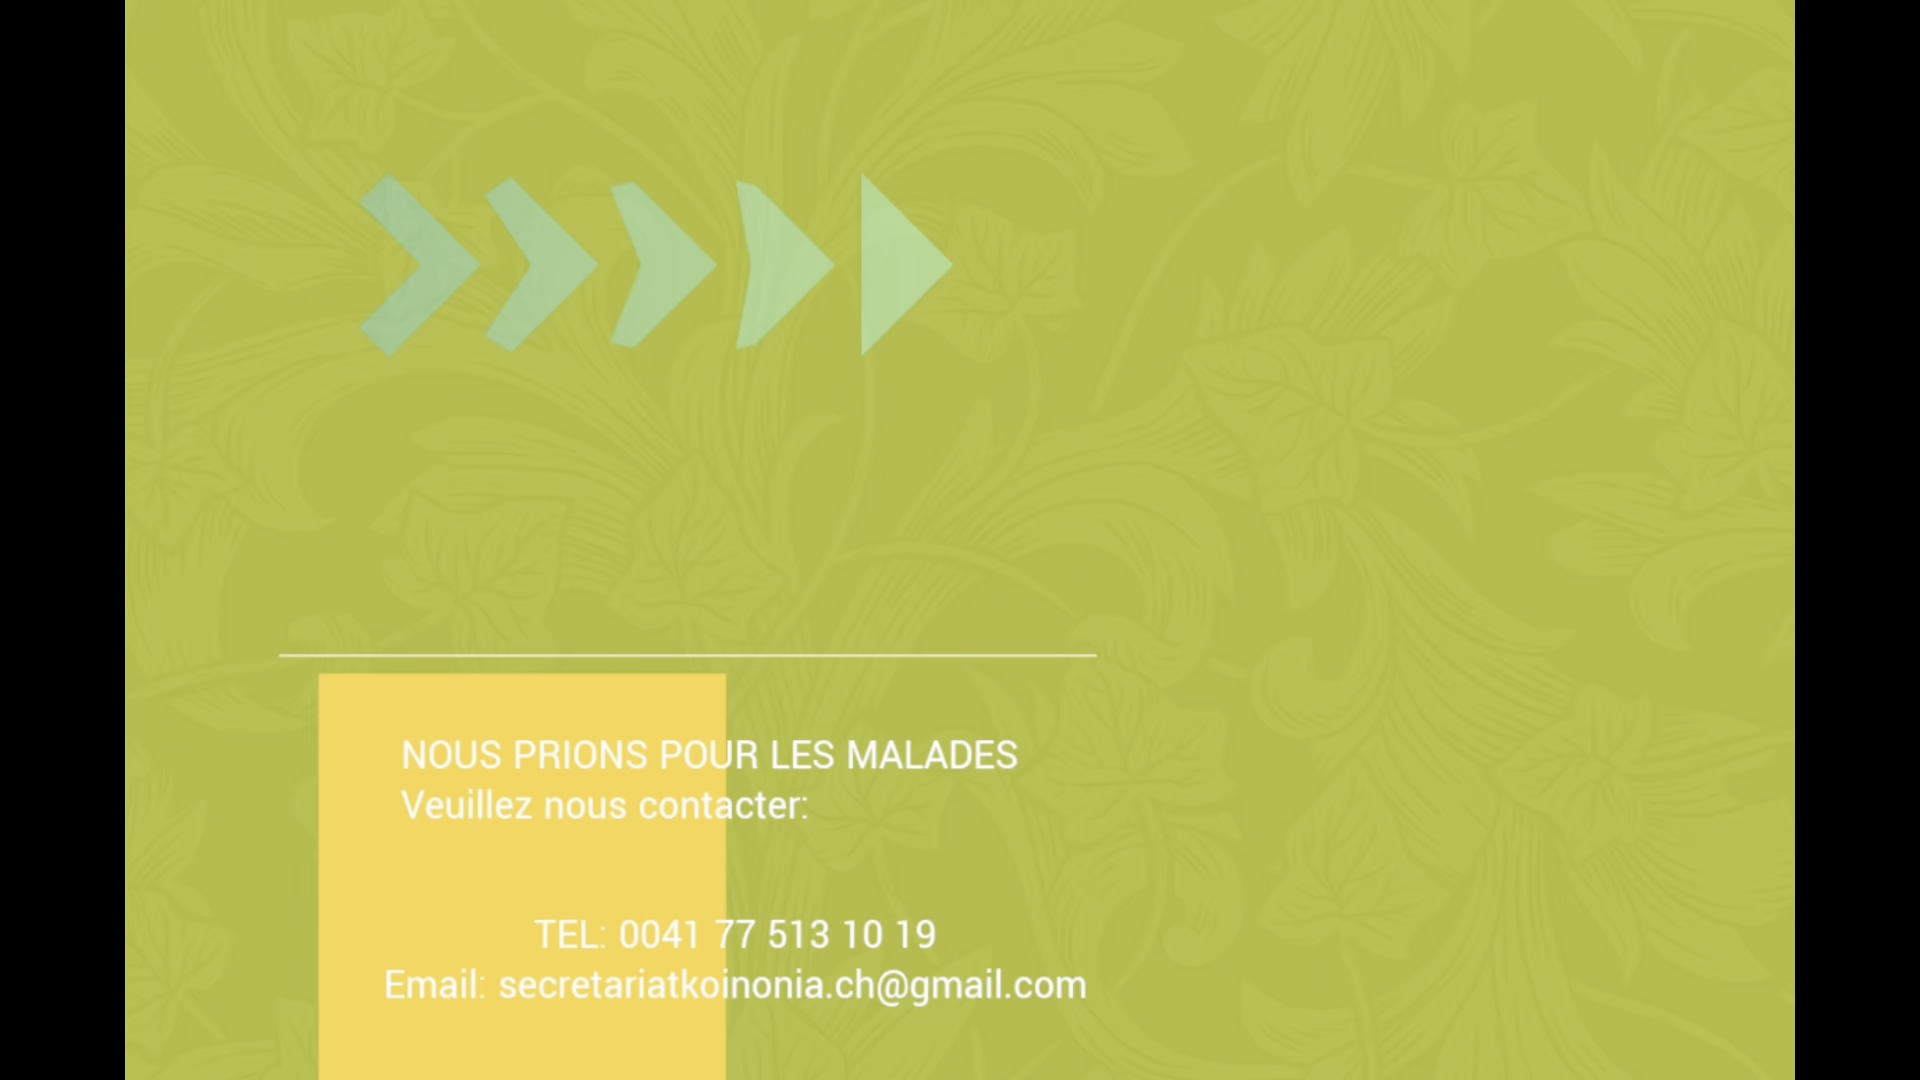 NOUS PRIONS POUR LES MALADES
Veuillez nous contacter:
TEL: 0041 77 513 10 19
Email: secretariatkoinonia.ch@gmail.com